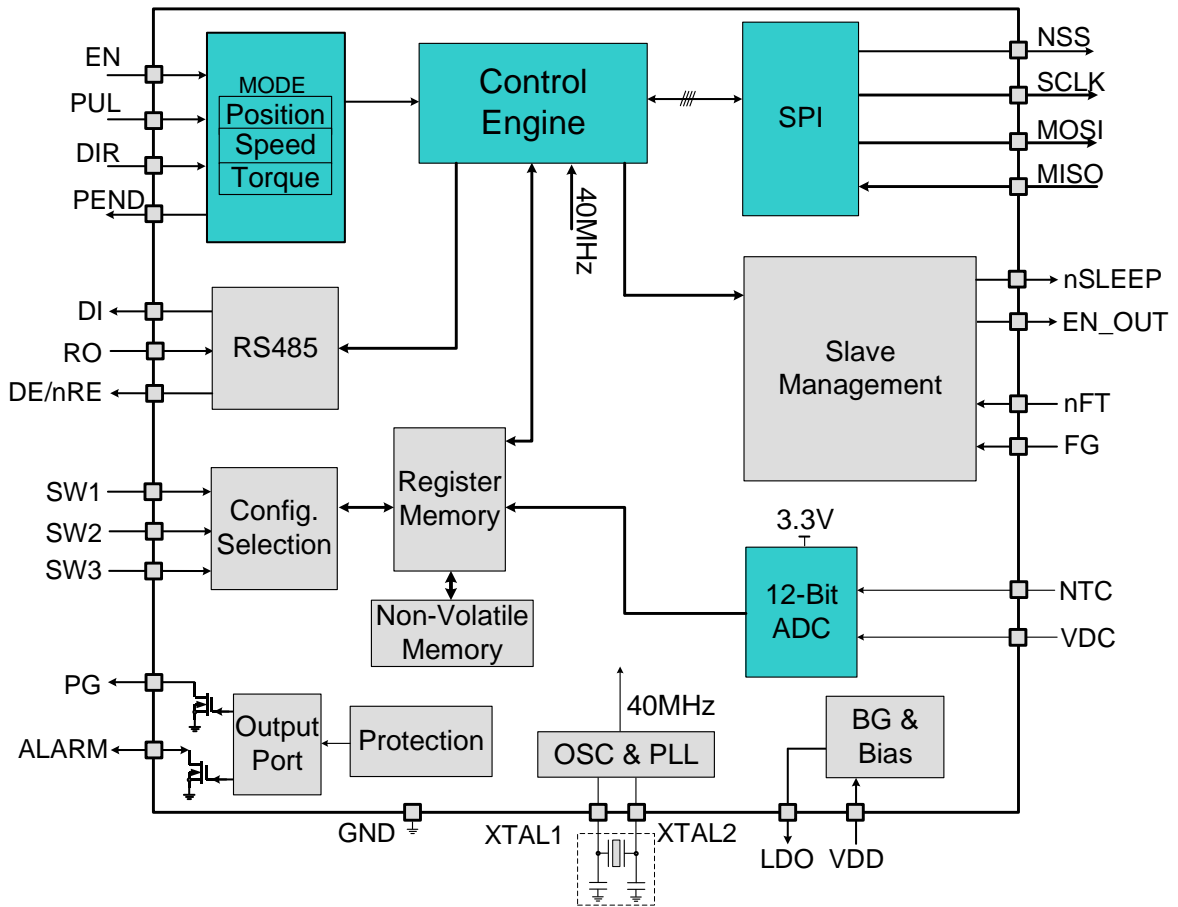 EN
PUL
DIR
PEND
MODE
Position
Speed
Torque
Control
Engine
40MHz
SPI
NSS
SCLK
MOSI
MISO
DI
RO
DE/nRE
RS485
Slave
Management
nSLEEP
EN_OUT
nFT
FG
SW1
SW2
SW3
Config.
Selection
Register
Memory
Non-Volatile
Memory
3.3V
12-Bit
ADC
NTC
VDC
PG
ALARM
Output
Port
Protection
40MHz
OSC & PLL
BG &
Bias
GND
XTAL1
XTAL2
LDO
VDD